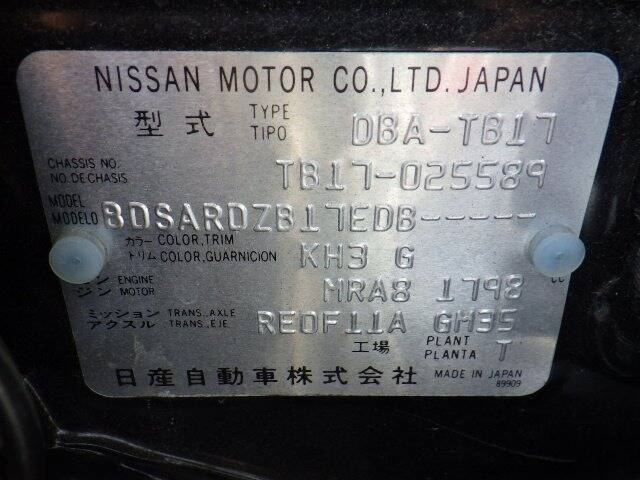 NISSAN MOTOR CO.,LTD. JAPAN
型式 TYPE TIPO DBA-TB17
CHASSIS NO. NO. DE CHASIS TB17-025589
MODEL MODELO BDSARDZB17EDB-----
カラー COLOR,TRIM
トリム COLOR,GUARNICION KH3 G
ン ENGINE
ジン MOTOR MRA8 1798 cc
ミッション TRANS.,AXLE
アクスル TRANS.,EJE RE0F11A GH35
工場 PLANT PLANTA T
日産自動車株式会社 MADE IN JAPAN
89909